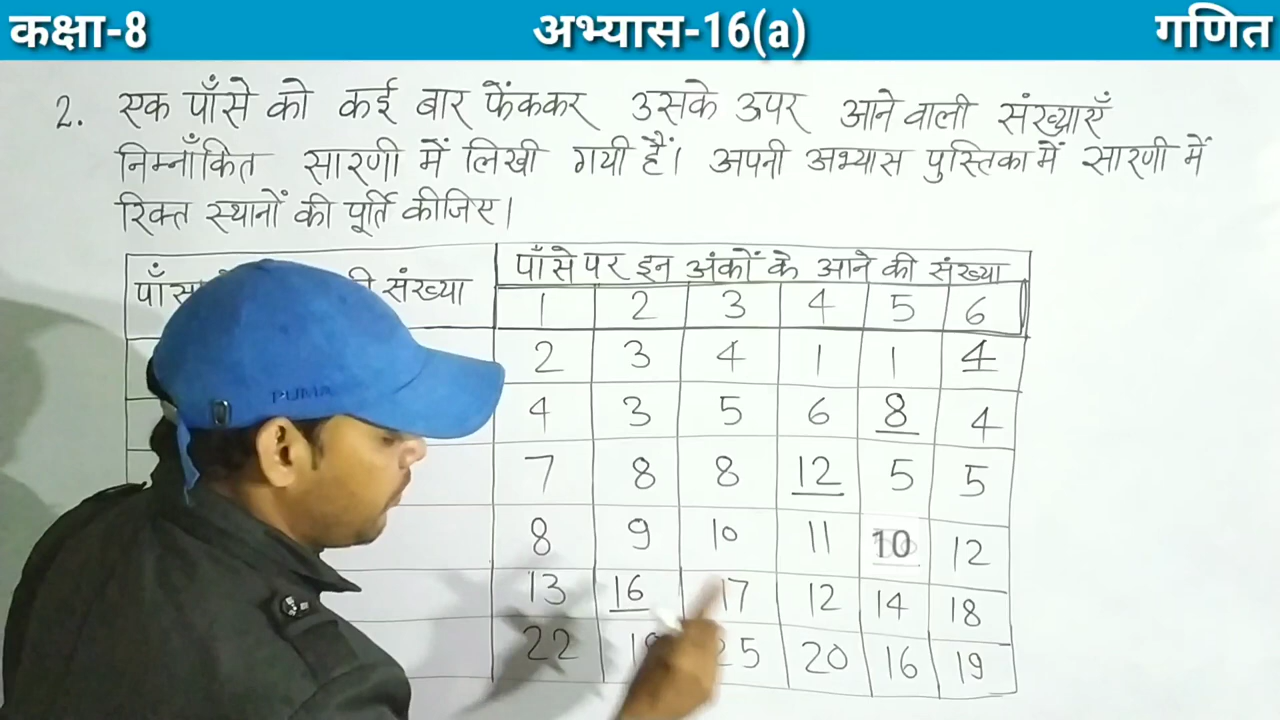 कक्षा-8 अभ्यास-16(a) गणित
2. एक पाँसे को कई बार फेंककर उसके उपर आने वाली संख्याएँ
निम्नाँकित सारणी में लिखी गयी हैं। अपनी अभ्यास पुस्तिका में सारणी में
रिक्त स्थानों की पूर्ति कीजिए।
पाँसे पर इन अंकों के आने की संख्या
संख्या
1 2 3 4 5 6
2 3 4 1 1 4
4 3 5 6 8 4
7 8 8 12 5 5
8 9 10 11 10 12
13 16 17 12 14 18
22 20 16 19
PUMA